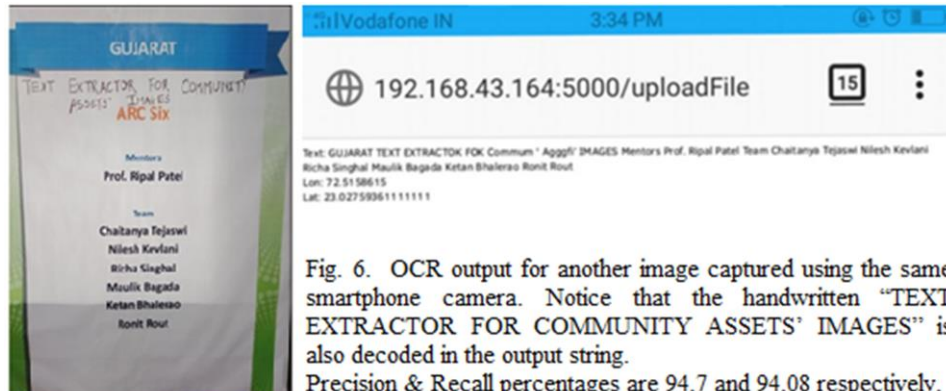 GUJARAT
TEXT EXTRACTOR FOR COMMUNITY
ASSETS' IMAGES
ARC Six
Mentors
Prof. Ripal Patel
Team
Chaitanya Tejaswi
Nilesh Kevlani
Richa Singhal
Maulik Bagada
Ketan Bhalerao
Ronit Rout
Vodafone IN 3:34 PM
192.168.43.164:5000/uploadFile 15
Text: GUJARAT TEXT EXTRACTOK FOK Commum ' Agggfi' IMAGES Mentors Prof. Ripal Patel Team Chaitanya Tejaswi Nilesh Kevlani
Richa Singhal Maulik Bagada Ketan Bhalerao Ronit Rout
Lon: 72.5158615
Lat: 23.02759361111111
Fig. 6. OCR output for another image captured using the same
smartphone camera. Notice that the handwritten “TEXT
EXTRACTOR FOR COMMUNITY ASSETS’ IMAGES” is
also decoded in the output string.
Precision & Recall percentages are 94.7 and 94.08 respectively.